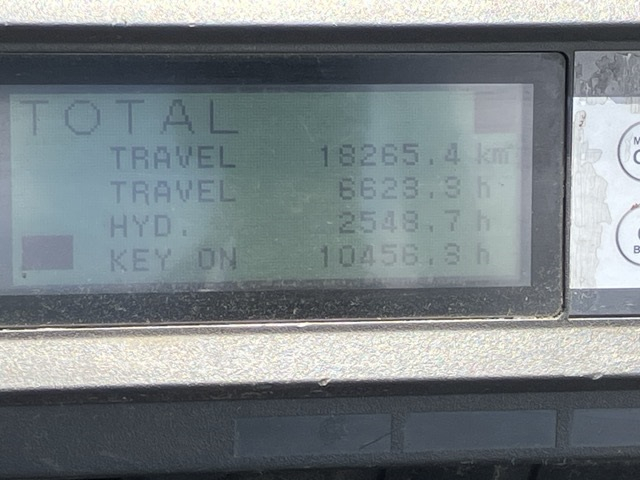 TOTAL
TRAVEL 18265.4 km
TRAVEL 6623.3 h
HYD. 2548.7 h
KEY ON 10456.3 h